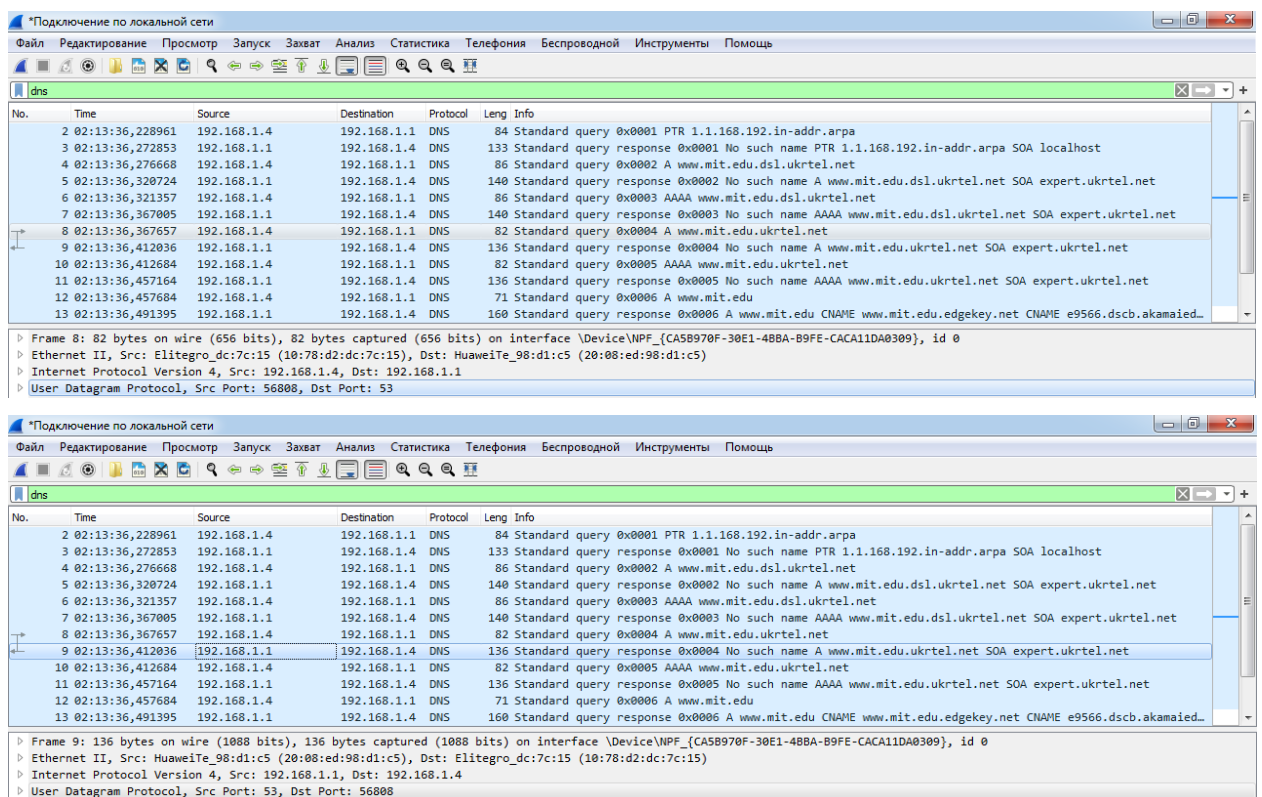 *Подключение по локальной сети
Файл Редактирование Просмотр Запуск Захват Анализ Статистика Телефония Беспроводной Инструменты Помощь
dns
No. Time Source Destination Protocol Leng Info
2 02:13:36,228961 192.168.1.4 192.168.1.1 DNS 84 Standard query 0x0001 PTR 1.1.168.192.in-addr.arpa
3 02:13:36,272853 192.168.1.1 192.168.1.4 DNS 133 Standard query response 0x0001 No such name PTR 1.1.168.192.in-addr.arpa SOA localhost
4 02:13:36,276668 192.168.1.4 192.168.1.1 DNS 86 Standard query 0x0002 A www.mit.edu.dsl.ukrtel.net
5 02:13:36,320724 192.168.1.1 192.168.1.4 DNS 140 Standard query response 0x0002 No such name A www.mit.edu.dsl.ukrtel.net SOA expert.ukrtel.net
6 02:13:36,321357 192.168.1.4 192.168.1.1 DNS 86 Standard query 0x0003 AAAA www.mit.edu.dsl.ukrtel.net
7 02:13:36,367005 192.168.1.1 192.168.1.4 DNS 140 Standard query response 0x0003 No such name AAAA www.mit.edu.dsl.ukrtel.net SOA expert.ukrtel.net
8 02:13:36,367657 192.168.1.4 192.168.1.1 DNS 82 Standard query 0x0004 A www.mit.edu.ukrtel.net
9 02:13:36,412036 192.168.1.1 192.168.1.4 DNS 136 Standard query response 0x0004 No such name A www.mit.edu.ukrtel.net SOA expert.ukrtel.net
10 02:13:36,412684 192.168.1.4 192.168.1.1 DNS 82 Standard query 0x0005 AAAA www.mit.edu.ukrtel.net
11 02:13:36,457164 192.168.1.1 192.168.1.4 DNS 136 Standard query response 0x0005 No such name AAAA www.mit.edu.ukrtel.net SOA expert.ukrtel.net
12 02:13:36,457684 192.168.1.4 192.168.1.1 DNS 71 Standard query 0x0006 A www.mit.edu
13 02:13:36,491395 192.168.1.1 192.168.1.4 DNS 160 Standard query response 0x0006 A www.mit.edu CNAME www.mit.edu.edgekey.net CNAME e9566.dscb.akamaied…
Frame 8: 82 bytes on wire (656 bits), 82 bytes captured (656 bits) on interface \Device\NPF_{CA5B970F-30E1-4BBA-B9FE-CACA11DA0309}, id 0
Ethernet II, Src: Elitegro_dc:7c:15 (10:78:d2:dc:7c:15), Dst: HuaweiTe_98:d1:c5 (20:08:ed:98:d1:c5)
Internet Protocol Version 4, Src: 192.168.1.4, Dst: 192.168.1.1
User Datagram Protocol, Src Port: 56808, Dst Port: 53
*Подключение по локальной сети
Файл Редактирование Просмотр Запуск Захват Анализ Статистика Телефония Беспроводной Инструменты Помощь
dns
No. Time Source Destination Protocol Leng Info
2 02:13:36,228961 192.168.1.4 192.168.1.1 DNS 84 Standard query 0x0001 PTR 1.1.168.192.in-addr.arpa
3 02:13:36,272853 192.168.1.1 192.168.1.4 DNS 133 Standard query response 0x0001 No such name PTR 1.1.168.192.in-addr.arpa SOA localhost
4 02:13:36,276668 192.168.1.4 192.168.1.1 DNS 86 Standard query 0x0002 A www.mit.edu.dsl.ukrtel.net
5 02:13:36,320724 192.168.1.1 192.168.1.4 DNS 140 Standard query response 0x0002 No such name A www.mit.edu.dsl.ukrtel.net SOA expert.ukrtel.net
6 02:13:36,321357 192.168.1.4 192.168.1.1 DNS 86 Standard query 0x0003 AAAA www.mit.edu.dsl.ukrtel.net
7 02:13:36,367005 192.168.1.1 192.168.1.4 DNS 140 Standard query response 0x0003 No such name AAAA www.mit.edu.dsl.ukrtel.net SOA expert.ukrtel.net
8 02:13:36,367657 192.168.1.4 192.168.1.1 DNS 82 Standard query 0x0004 A www.mit.edu.ukrtel.net
9 02:13:36,412036 192.168.1.1 192.168.1.4 DNS 136 Standard query response 0x0004 No such name A www.mit.edu.ukrtel.net SOA expert.ukrtel.net
10 02:13:36,412684 192.168.1.4 192.168.1.1 DNS 82 Standard query 0x0005 AAAA www.mit.edu.ukrtel.net
11 02:13:36,457164 192.168.1.1 192.168.1.4 DNS 136 Standard query response 0x0005 No such name AAAA www.mit.edu.ukrtel.net SOA expert.ukrtel.net
12 02:13:36,457684 192.168.1.4 192.168.1.1 DNS 71 Standard query 0x0006 A www.mit.edu
13 02:13:36,491395 192.168.1.1 192.168.1.4 DNS 160 Standard query response 0x0006 A www.mit.edu CNAME www.mit.edu.edgekey.net CNAME e9566.dscb.akamaied…
Frame 9: 136 bytes on wire (1088 bits), 136 bytes captured (1088 bits) on interface \Device\NPF_{CA5B970F-30E1-4BBA-B9FE-CACA11DA0309}, id 0
Ethernet II, Src: HuaweiTe_98:d1:c5 (20:08:ed:98:d1:c5), Dst: Elitegro_dc:7c:15 (10:78:d2:dc:7c:15)
Internet Protocol Version 4, Src: 192.168.1.1, Dst: 192.168.1.4
User Datagram Protocol, Src Port: 53, Dst Port: 56808